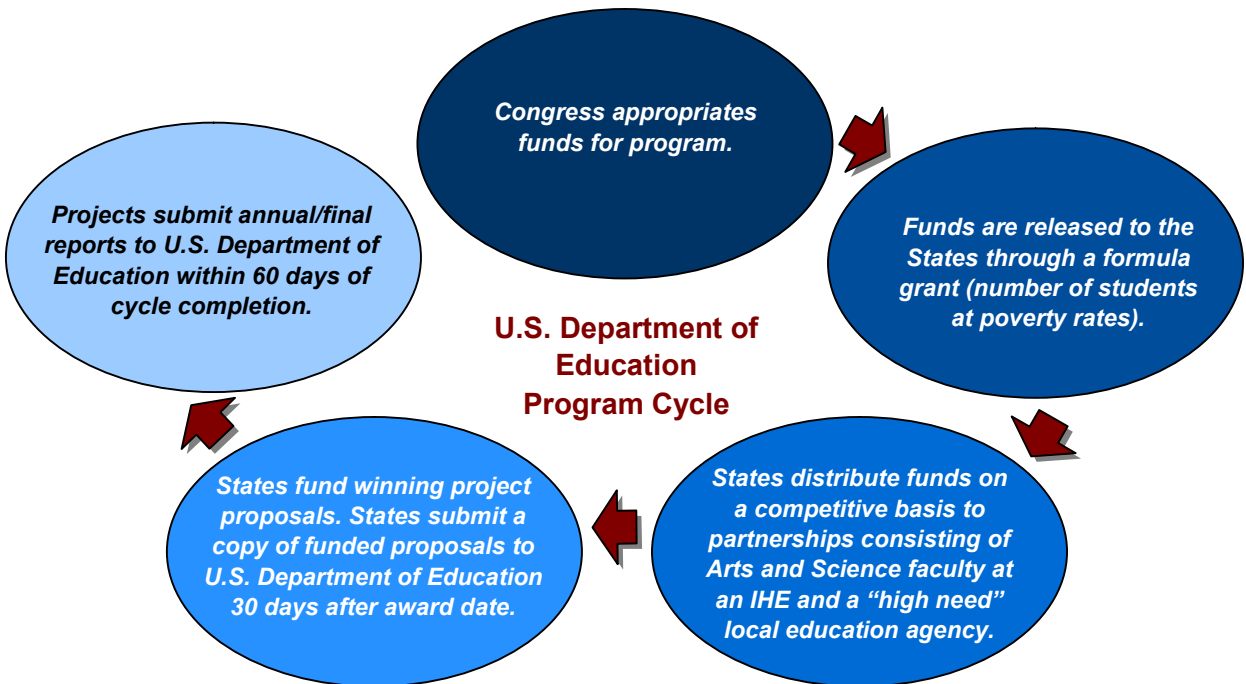 Congress appropriates
funds for program.
Funds are released to the
States through a formula
grant (number of students
at poverty rates).
States distribute funds on
a competitive basis to
partnerships consisting of
Arts and Science faculty at
an IHE and a “high need”
local education agency.
States fund winning project
proposals. States submit a
copy of funded proposals to
U.S. Department of Education
30 days after award date.
Projects submit annual/final
reports to U.S. Department of
Education within 60 days of
cycle completion.
U.S. Department of
Education
Program Cycle